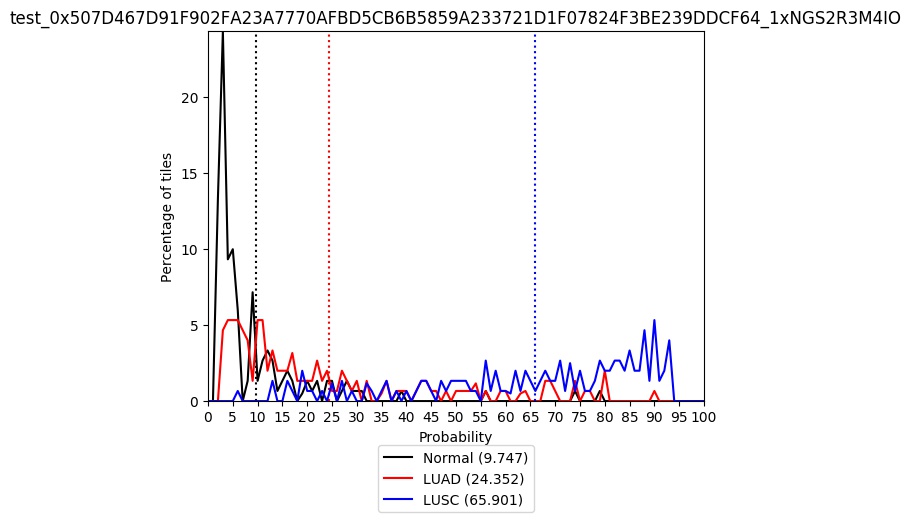 test_0x507D467D91F902FA23A7770AFBD5CB6B5859A233721D1F07824F3BE239DDCF64_1xNGS2R3M4IO
Percentage of tiles
20
15
10
5
0
0 5 10 15 20 25 30 35 40 45 50 55 60 65 70 75 80 85 90 95 100
Probability
Normal (9.747)
LUAD (24.352)
LUSC (65.901)